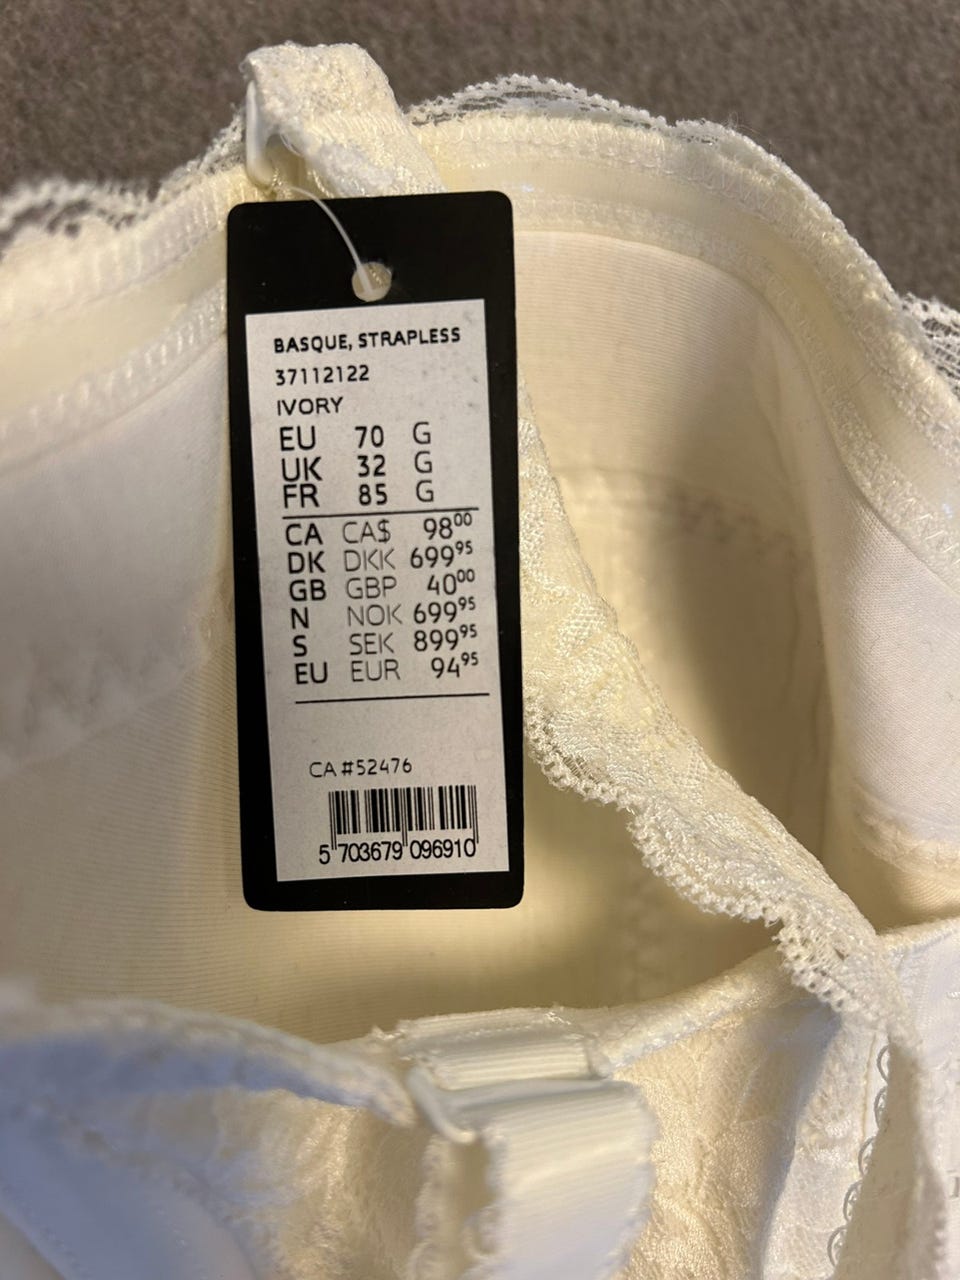 BASQUE, STRAPLESS
37112122
IVORY
EU 70 G
UK 32 G
FR 85 G
CA CA$ 98⁰⁰
DK DKK 699⁹⁵
GB GBP 40⁰⁰
N NOK 699⁹⁵
S SEK 899⁹⁵
EU EUR 94⁹⁵
CA #52476
5 703679 096910